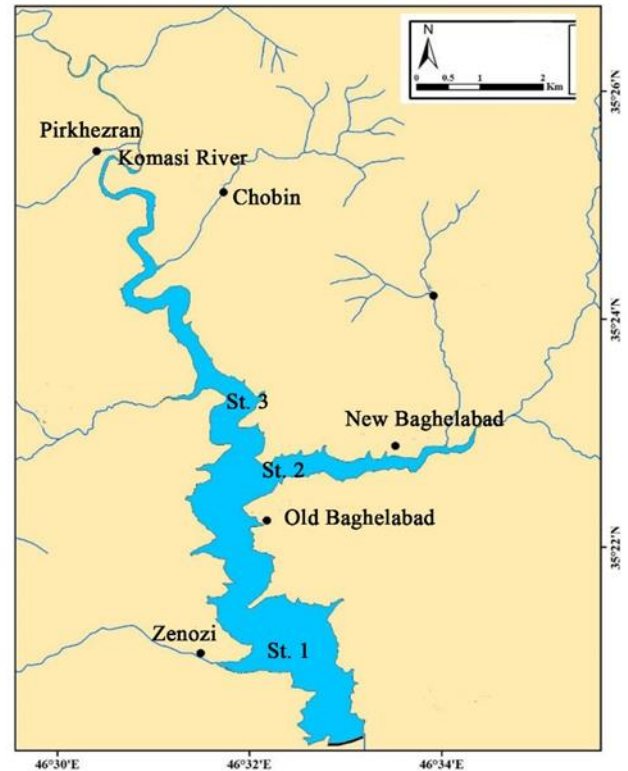 N
0 0.5 1 2
Km
35°26'N
Pirkhezran
Komasi River
Chobin
35°24'N
St. 3
New Baghelabad
St. 2
Old Baghelabad
35°22'N
Zenozi
St. 1
46°30'E 46°32'E 46°34'E